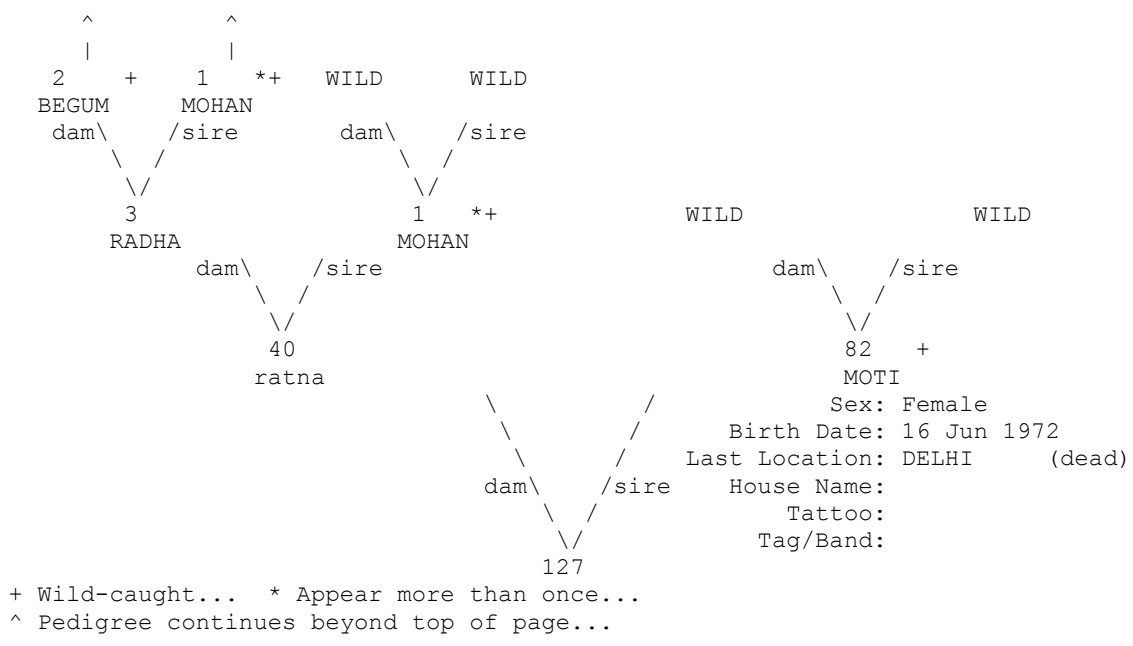 ^ ^
| |
2 + 1 *+ WILD WILD
BEGUM MOHAN
dam\ /sire dam\ /sire
\ / \ /
\/ \/
3 1 *+ WILD WILD
RADHA MOHAN
dam\ /sire dam\ /sire
\ / \ /
\/ \/
40 82 +
ratna MOTI
\ / Sex: Female
\ / Birth Date: 16 Jun 1972
\ / Last Location: DELHI (dead)
dam\ /sire House Name:
\ / Tattoo:
\/ Tag/Band:
127
+ Wild-caught... * Appear more than once...
^ Pedigree continues beyond top of page...